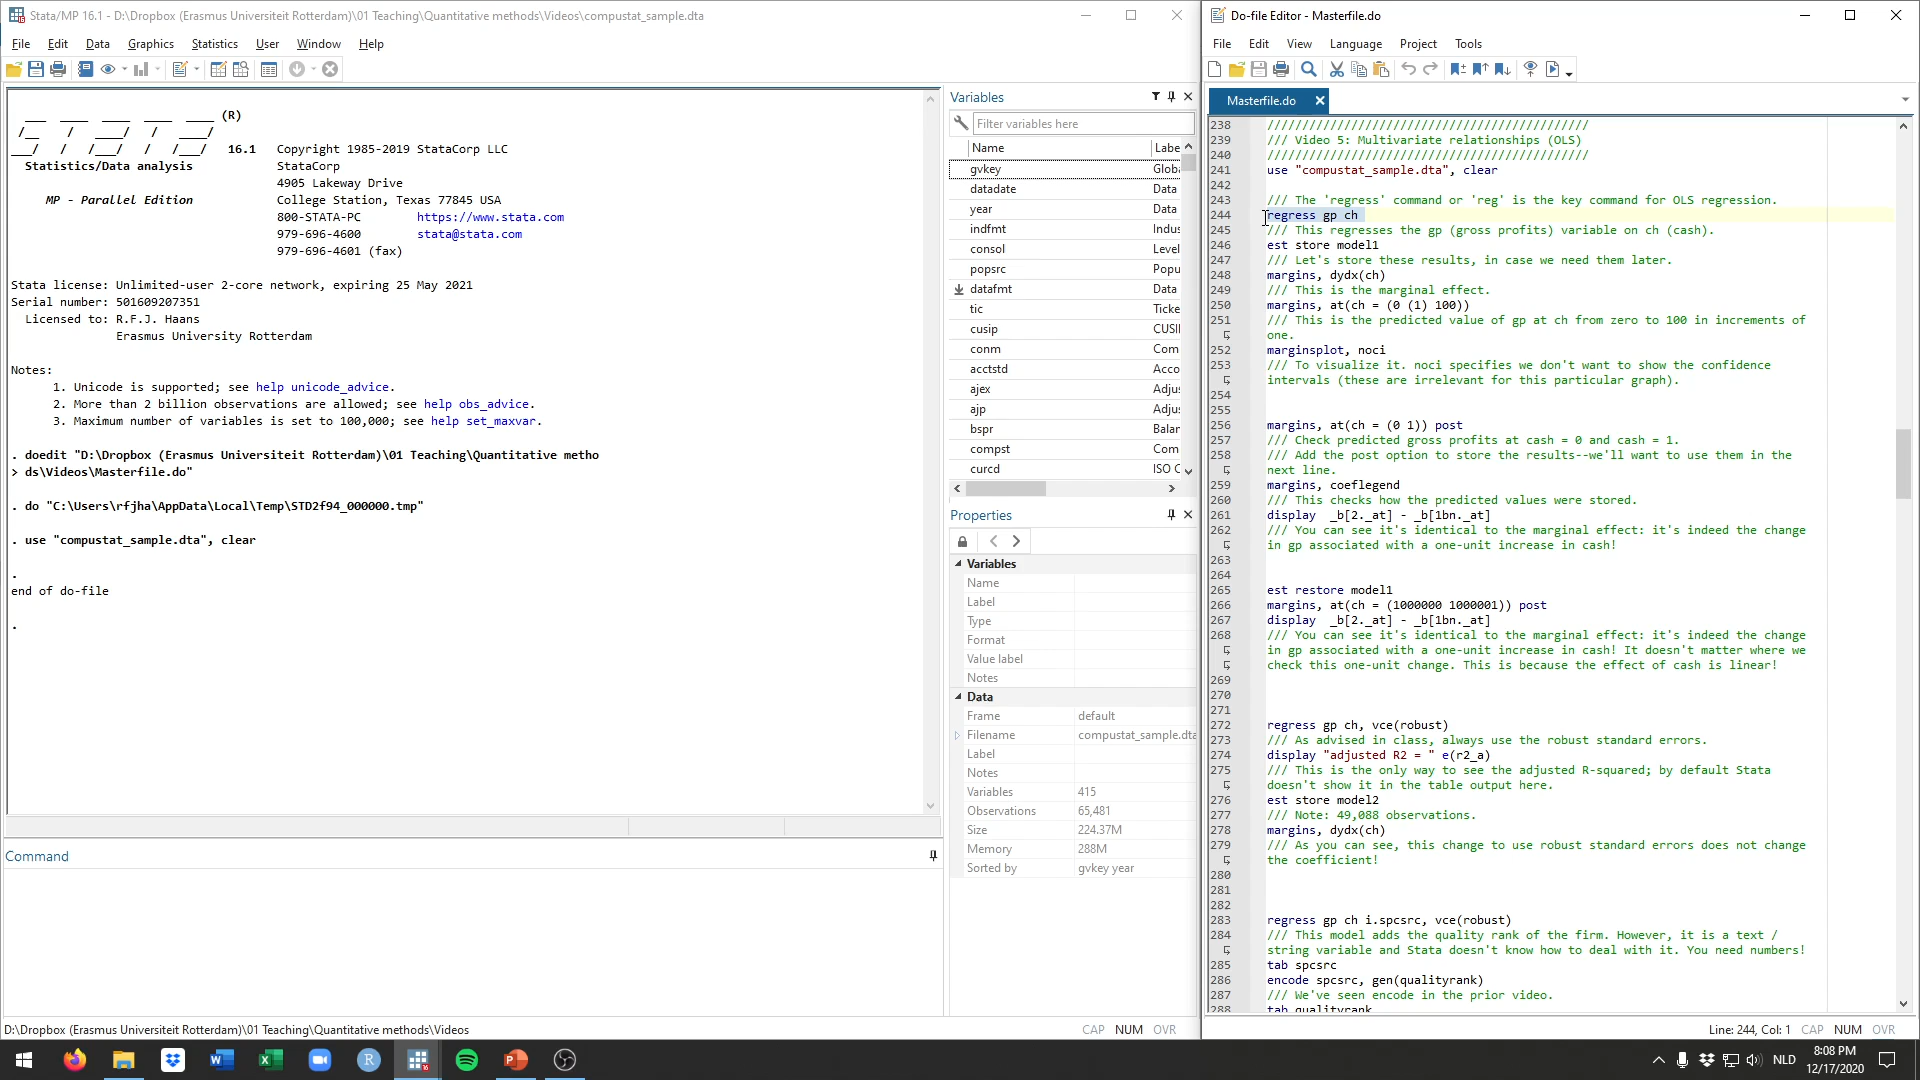 Stata/MP 16.1 - D:\Dropbox (Erasmus Universiteit Rotterdam)\01 Teaching\Quantitative methods\Videos\compustat_sample.dta
File Edit Data Graphics Statistics User Window Help
(R)
16.1 Copyright 1985-2019 StataCorp LLC
Statistics/Data analysis StataCorp
4905 Lakeway Drive
MP - Parallel Edition College Station, Texas 77845 USA
800-STATA-PC https://www.stata.com
979-696-4600 stata@stata.com
979-696-4601 (fax)
Stata license: Unlimited-user 2-core network, expiring 25 May 2021
Serial number: 501609207351
Licensed to: R.F.J. Haans
Erasmus University Rotterdam
Notes:
1. Unicode is supported; see help unicode_advice.
2. More than 2 billion observations are allowed; see help obs_advice.
3. Maximum number of variables is set to 100,000; see help set_maxvar.
. doedit "D:\Dropbox (Erasmus Universiteit Rotterdam)\01 Teaching\Quantitative metho
> ds\Videos\Masterfile.do"
. do "C:\Users\rfjha\AppData\Local\Temp\STD2f94_000000.tmp"
. use "compustat_sample.dta", clear
.
end of do-file
.
Command
D:\Dropbox (Erasmus Universiteit Rotterdam)\01 Teaching\Quantitative methods\Videos
CAP NUM OVR
Variables
Filter variables here
Name Labe
gvkey Globa
datadate Data
year Data
indfmt Indus
consol Level
popsrc Popu
datafmt Data
tic Ticke
cusip CUSI
conm Com
acctstd Acco
ajex Adjus
ajp Adjus
bspr Balan
compst Com
curcd ISO C
Properties
Variables
Name
Label
Type
Format
Value label
Notes
Data
Frame default
Filename compustat_sample.dta
Label
Notes
Variables 415
Observations 65,481
Size 224.37M
Memory 288M
Sorted by gvkey year
Do-file Editor - Masterfile.do
File Edit View Language Project Tools
Masterfile.do
238 //////////////////////////////////////////////
239 /// Video 5: Multivariate relationships (OLS)
240 //////////////////////////////////////////////
241 use "compustat_sample.dta", clear
242
243 /// The 'regress' command or 'reg' is the key command for OLS regression.
244 regress gp ch
245 /// This regresses the gp (gross profits) variable on ch (cash).
246 est store model1
247 /// Let's store these results, in case we need them later.
248 margins, dydx(ch)
249 /// This is the marginal effect.
250 margins, at(ch = (0 (1) 100))
251 /// This is the predicted value of gp at ch from zero to 100 in increments of
one.
252 marginsplot, noci
253 /// To visualize it. noci specifies we don't want to show the confidence
intervals (these are irrelevant for this particular graph).
254
255
256 margins, at(ch = (0 1)) post
257 /// Check predicted gross profits at cash = 0 and cash = 1.
258 /// Add the post option to store the results--we'll want to use them in the
next line.
259 margins, coeflegend
260 /// This checks how the predicted values were stored.
261 display _b[2._at] - _b[1bn._at]
262 /// You can see it's identical to the marginal effect: it's indeed the change
in gp associated with a one-unit increase in cash!
263
264
265 est restore model1
266 margins, at(ch = (1000000 1000001)) post
267 display _b[2._at] - _b[1bn._at]
268 /// You can see it's identical to the marginal effect: it's indeed the change
in gp associated with a one-unit increase in cash! It doesn't matter where we
check this one-unit change. This is because the effect of cash is linear!
269
270
271
272 regress gp ch, vce(robust)
273 /// As advised in class, always use the robust standard errors.
274 display "adjusted R2 = " e(r2_a)
275 /// This is the only way to see the adjusted R-squared; by default Stata
doesn't show it in the table output here.
276 est store model2
277 /// Note: 49,088 observations.
278 margins, dydx(ch)
279 /// As you can see, this change to use robust standard errors does not change
the coefficient!
280
281
282
283 regress gp ch i.spcsrc, vce(robust)
284 /// This model adds the quality rank of the firm. However, it is a text /
string variable and Stata doesn't know how to deal with it. You need numbers!
285 tab spcsrc
286 encode spcsrc, gen(qualityrank)
287 /// We've seen encode in the prior video.
288 tab qualityrank
Line: 244, Col: 1 CAP NUM OVR
NLD
8:08 PM
12/17/2020